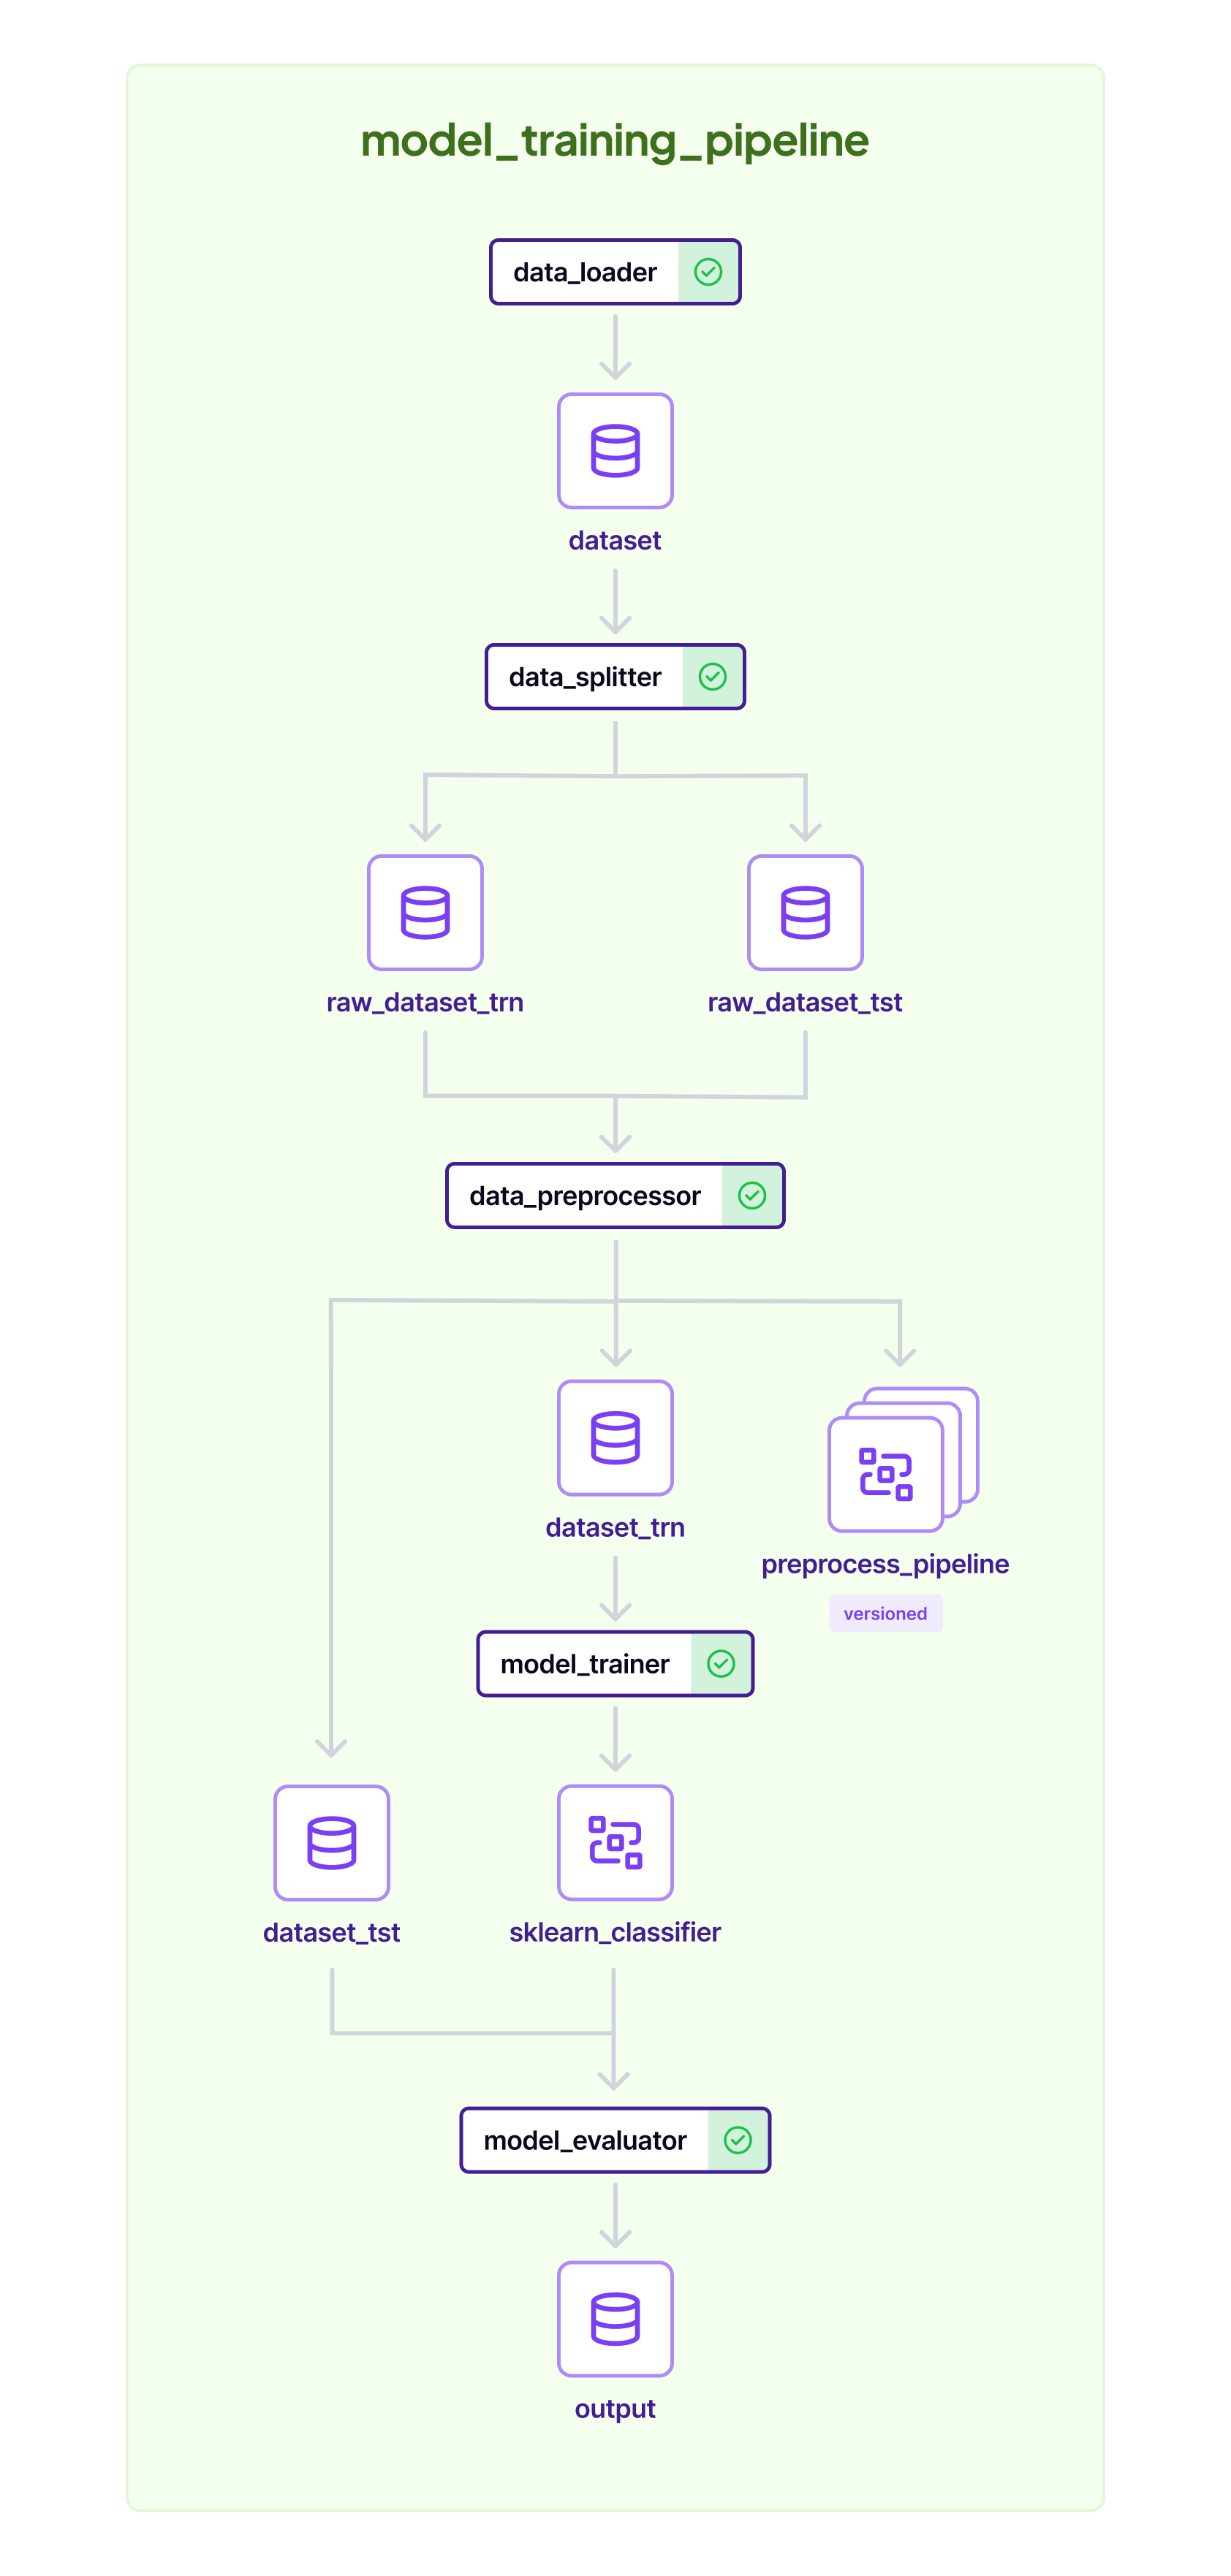 model_training_pipeline
data_loader
dataset
data_splitter
raw_dataset_trn
raw_dataset_tst
data_preprocessor
dataset_trn
preprocess_pipeline
versioned
model_trainer
dataset_tst
sklearn_classifier
model_evaluator
output